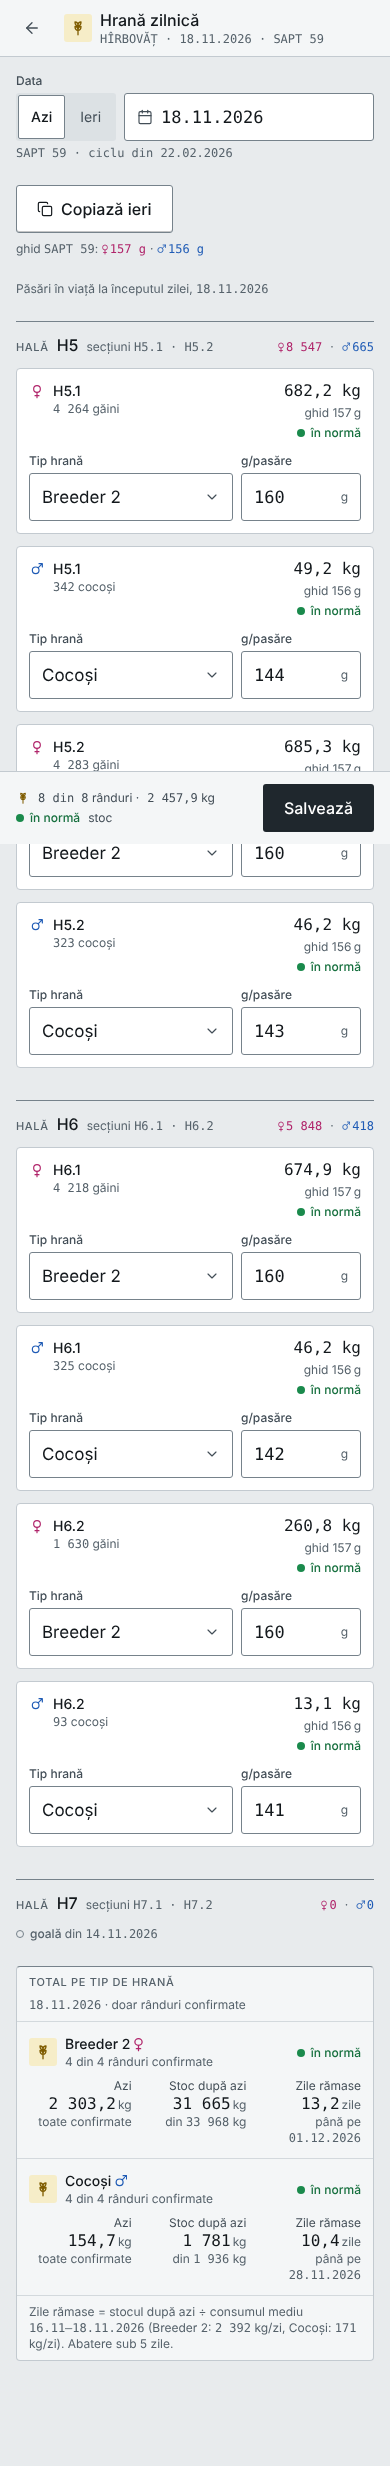 Hrană zilnică
HÎRBOVĂȚ · 18.11.2026 · SAPT 59
Data
Azi Ieri 18.11.2026
SAPT 59 · ciclu din 22.02.2026
Copiază ieri
ghid SAPT 59: ♀157 g · ♂156 g
Păsări în viață la începutul zilei, 18.11.2026
HALĂ H5 secțiuni H5.1 · H5.2 ♀8 547 · ♂665
♀ H5.1 682,2 kg
4 264 găini ghid 157 g
în normă
Tip hrană g/pasăre
Breeder 2 160 g
♂ H5.1 49,2 kg
342 cocoși ghid 156 g
în normă
Tip hrană g/pasăre
Cocoși 144 g
♀ H5.2 685,3 kg
4 283 găini ghid 157 g
8 din 8 rânduri · 2 457,9 kg
în normă stoc
Salvează
Breeder 2 160 g
♂ H5.2 46,2 kg
323 cocoși ghid 156 g
în normă
Tip hrană g/pasăre
Cocoși 143 g
HALĂ H6 secțiuni H6.1 · H6.2 ♀5 848 · ♂418
♀ H6.1 674,9 kg
4 218 găini ghid 157 g
în normă
Tip hrană g/pasăre
Breeder 2 160 g
♂ H6.1 46,2 kg
325 cocoși ghid 156 g
în normă
Tip hrană g/pasăre
Cocoși 142 g
♀ H6.2 260,8 kg
1 630 găini ghid 157 g
în normă
Tip hrană g/pasăre
Breeder 2 160 g
♂ H6.2 13,1 kg
93 cocoși ghid 156 g
în normă
Tip hrană g/pasăre
Cocoși 141 g
HALĂ H7 secțiuni H7.1 · H7.2 ♀0 · ♂0
goală din 14.11.2026
TOTAL PE TIP DE HRANĂ
18.11.2026 · doar rânduri confirmate
Breeder 2 ♀
4 din 4 rânduri confirmate
în normă
Azi Stoc după azi Zile rămase
2 303,2 kg 31 665 kg 13,2 zile
toate confirmate din 33 968 kg până pe
01.12.2026
Cocoși ♂
4 din 4 rânduri confirmate
în normă
Azi Stoc după azi Zile rămase
154,7 kg 1 781 kg 10,4 zile
toate confirmate din 1 936 kg până pe
28.11.2026
Zile rămase = stocul după azi ÷ consumul mediu
16.11–18.11.2026 (Breeder 2: 2 392 kg/zi, Cocoși: 171
kg/zi). Abatere sub 5 zile.